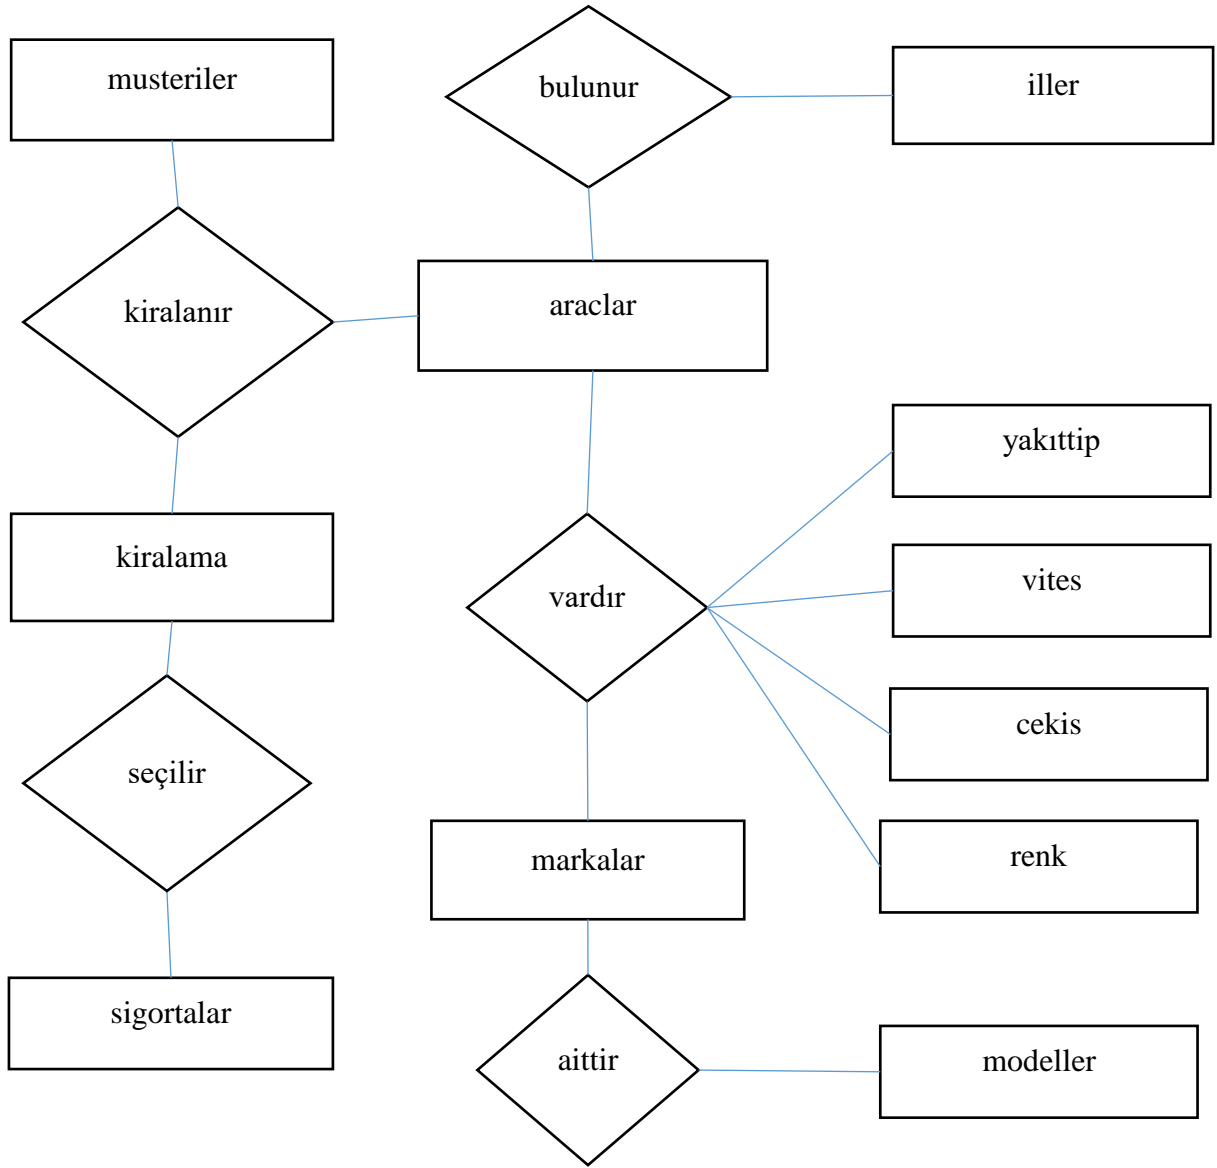 musteriler
bulunur
iller
kiralanır
araclar
yakıttip
kiralama
vardır
vites
cekis
seçilir
markalar
renk
sigortalar
aittir
modeller